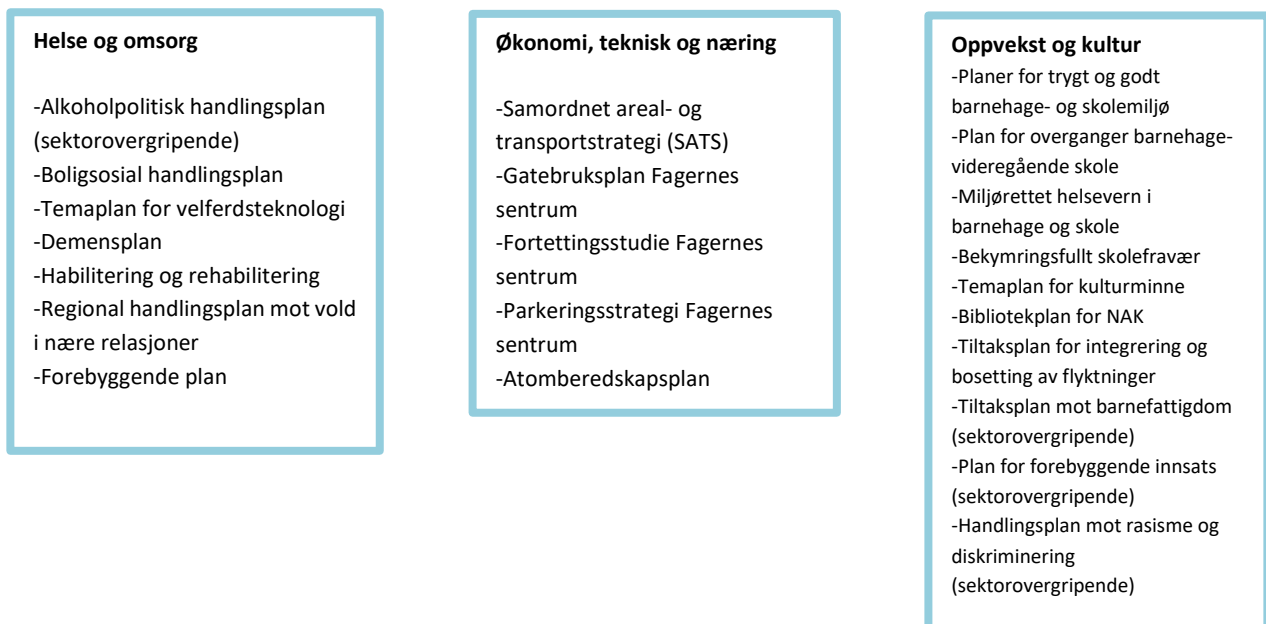 Helse og omsorg
-Alkoholpolitisk handlingsplan
(sektorovergripende)
-Boligsosial handlingsplan
-Temaplan for velferdsteknologi
-Demensplan
-Habilitering og rehabilitering
-Regional handlingsplan mot vold
i nære relasjoner
-Forebyggende plan
Økonomi, teknisk og næring
-Samordnet areal- og
transportstrategi (SATS)
-Gatebruksplan Fagernes
sentrum
-Fortettingsstudie Fagernes
sentrum
-Parkeringsstrategi Fagernes
sentrum
-Atomberedskapsplan
Oppvekst og kultur
-Planer for trygt og godt
barnehage- og skolemiljø
-Plan for overganger barnehage-
videregående skole
-Miljørettet helsevern i
barnehage og skole
-Bekymringsfullt skolefravær
-Temaplan for kulturminne
-Bibliotekplan for NAK
-Tiltaksplan for integrering og
bosetting av flyktninger
-Tiltaksplan mot barnefattigdom
(sektorovergripende)
-Plan for forebyggende innsats
(sektorovergripende)
-Handlingsplan mot rasisme og
diskriminering
(sektorovergripende)